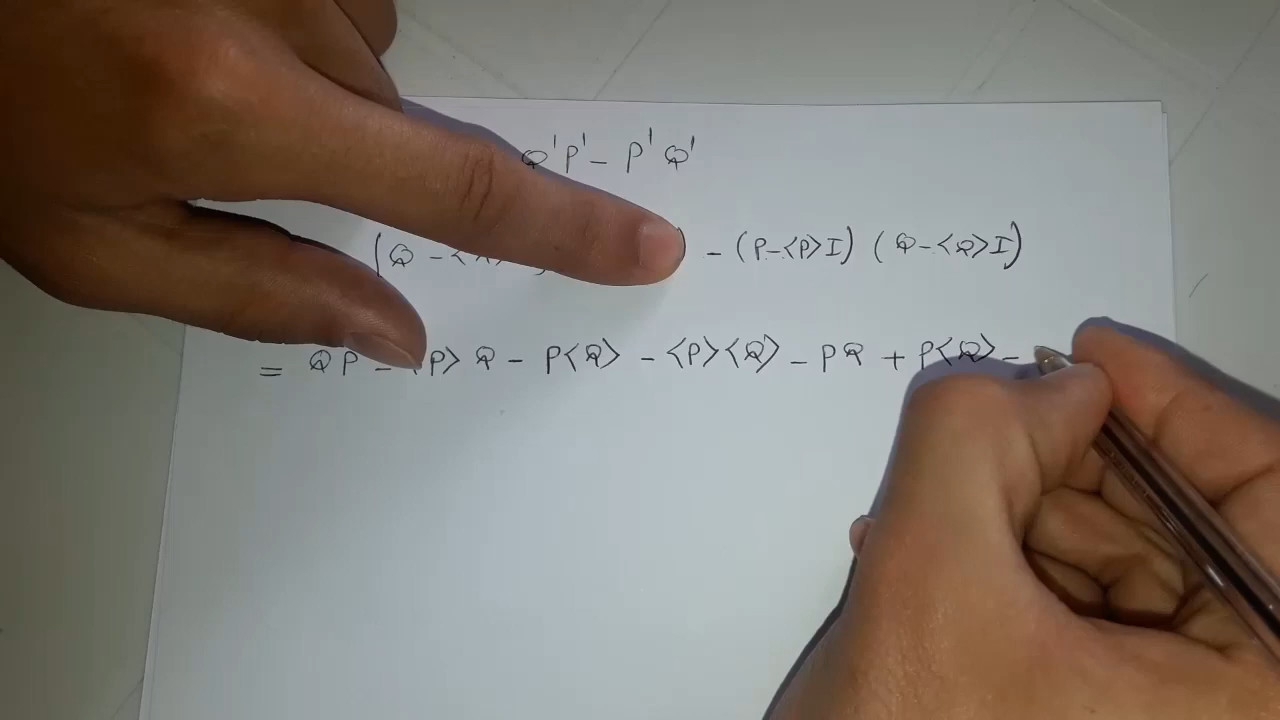 Q'P' - P'Q'
(Q - < ) - (P-<P>I) (Q-<Q>I)
= QP - <P> Q - P<Q> - <P><Q> - PQ + P<Q> -